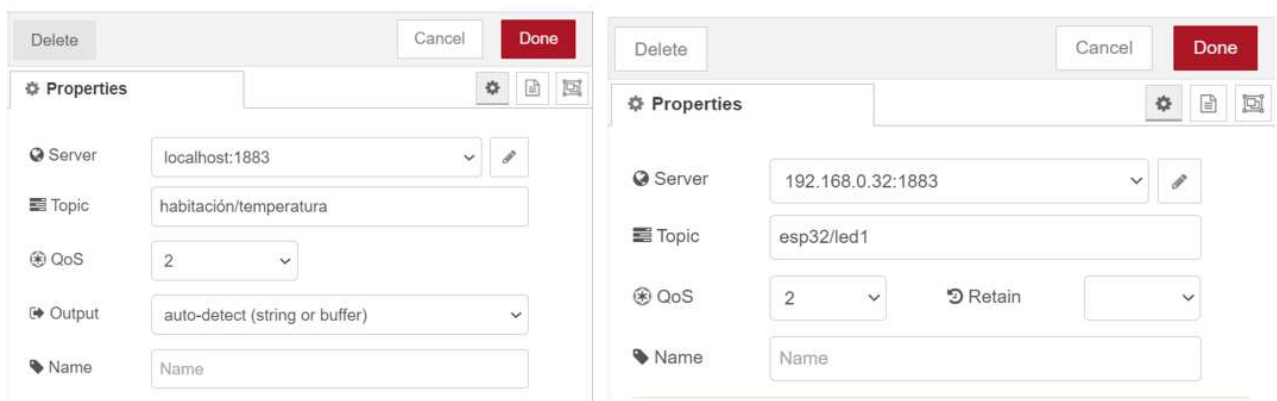 Delete Cancel Done
Properties
Server localhost:1883
Topic habitación/temperatura
QoS 2
Output auto-detect (string or buffer)
Name Name
Delete Cancel Done
Properties
Server 192.168.0.32:1883
Topic esp32/led1
QoS 2 Retain
Name Name